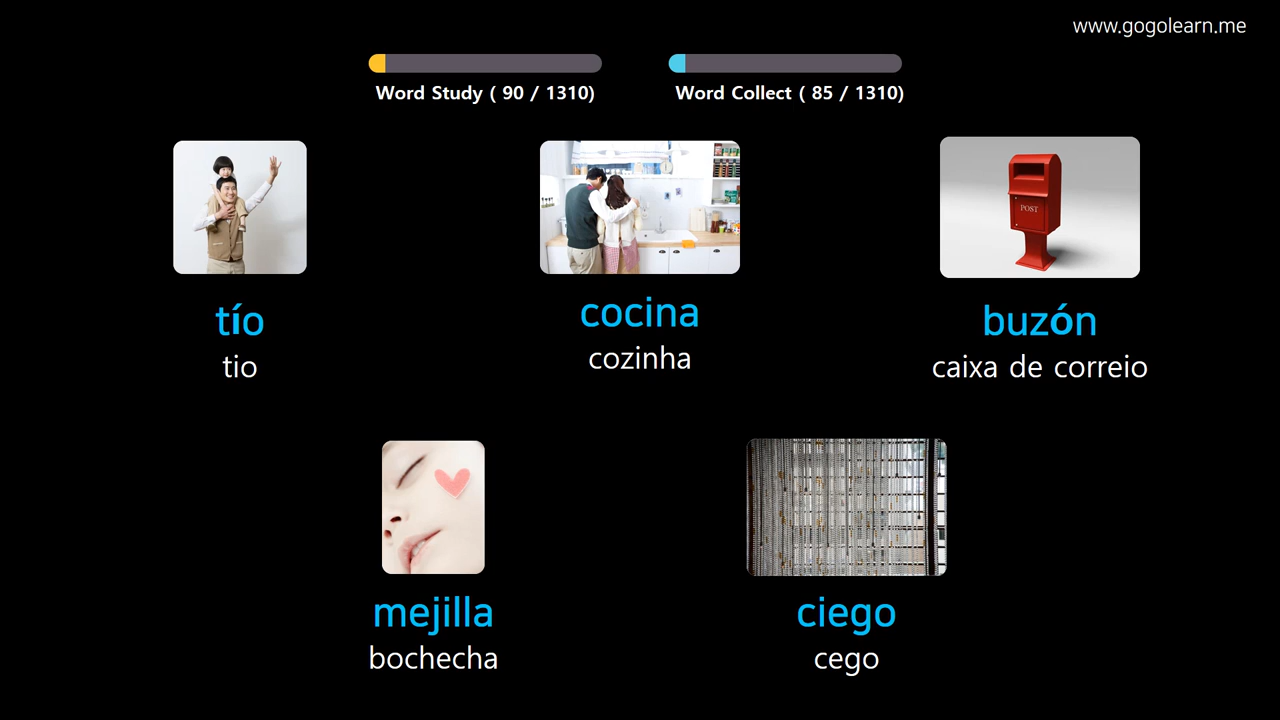 www.gogolearn.me
Word Study ( 90 / 1310)
Word Collect ( 85 / 1310)
POST
tío
tio
cocina
cozinha
buzón
caixa de correio
mejilla
bochecha
ciego
cego